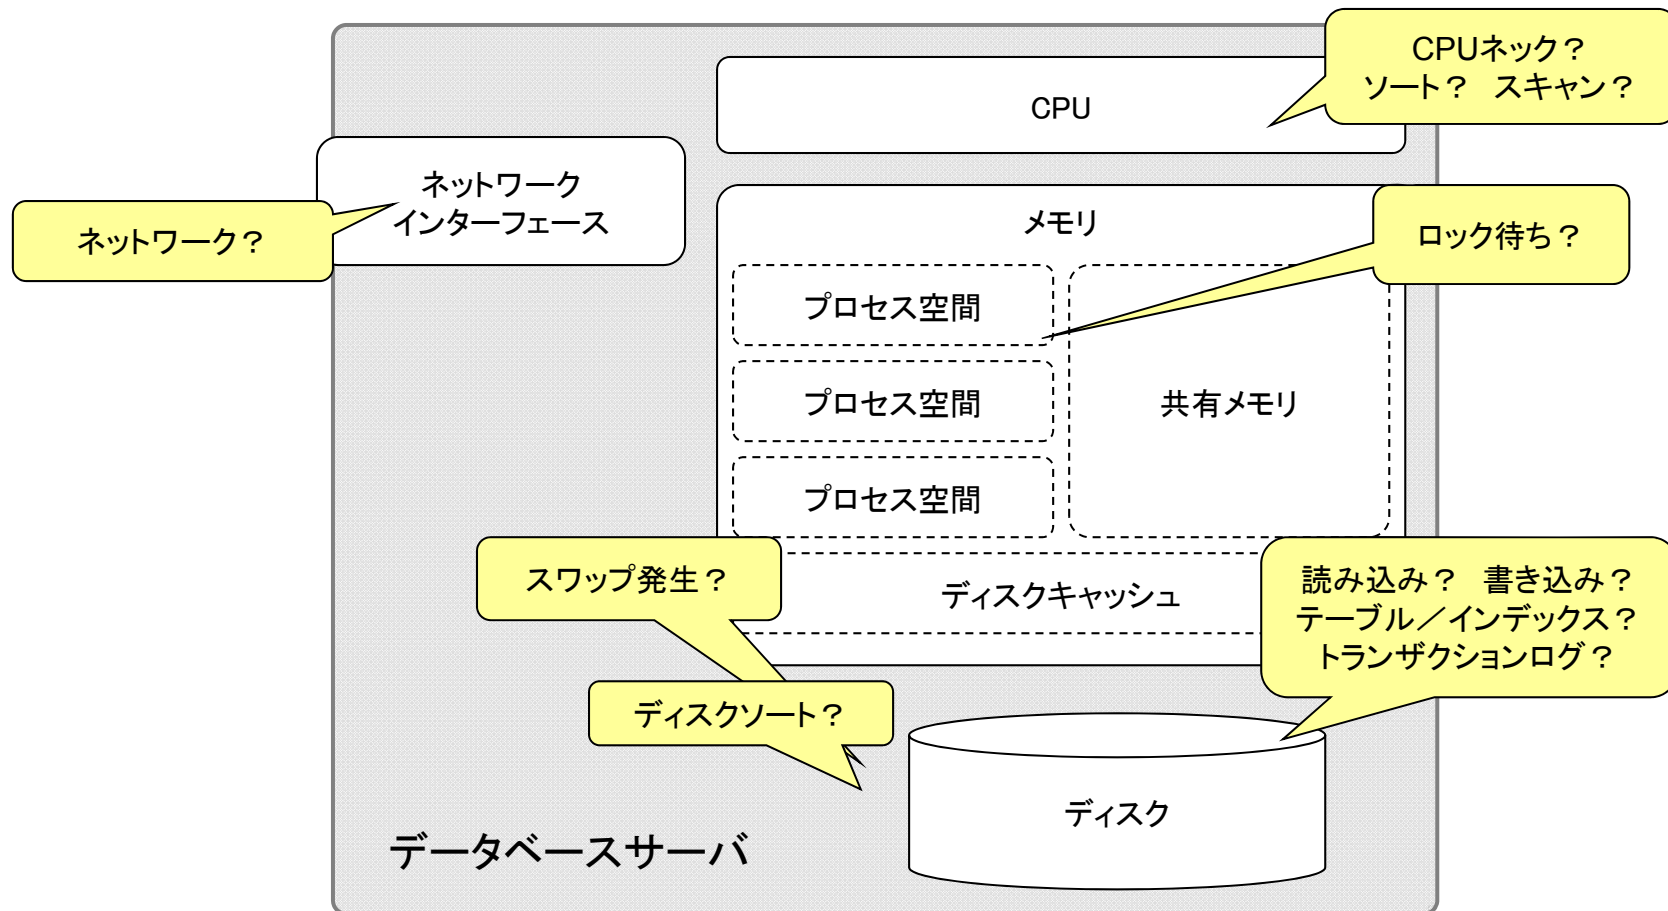 CPUネック？
ソート？　スキャン？
CPU
ネットワーク
インターフェース
ネットワーク？
メモリ
ロック待ち？
プロセス空間
プロセス空間
共有メモリ
プロセス空間
スワップ発生？
ディスクキャッシュ
読み込み？　書き込み？
テーブル／インデックス？
トランザクションログ？
ディスクソート？
ディスク
データベースサーバ